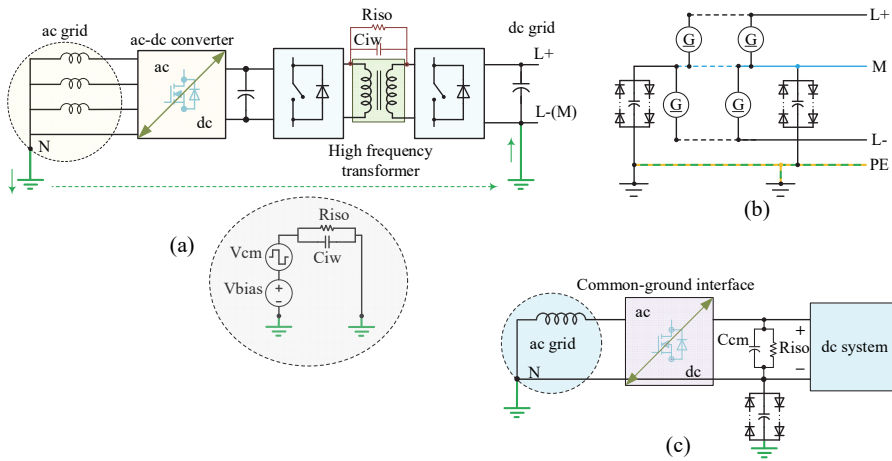 Riso
Ciw
ac grid
ac-dc converter
dc grid
L+
ac
dc
N
L-(M)
High frequency
transformer
(a)
Riso
Ciw
Vcm
Vbias
L+
G
G
M
G
G
L-
PE
(b)
Common-ground interface
ac
ac grid
N
dc
Ccm
Riso
+
−
dc system
(c)